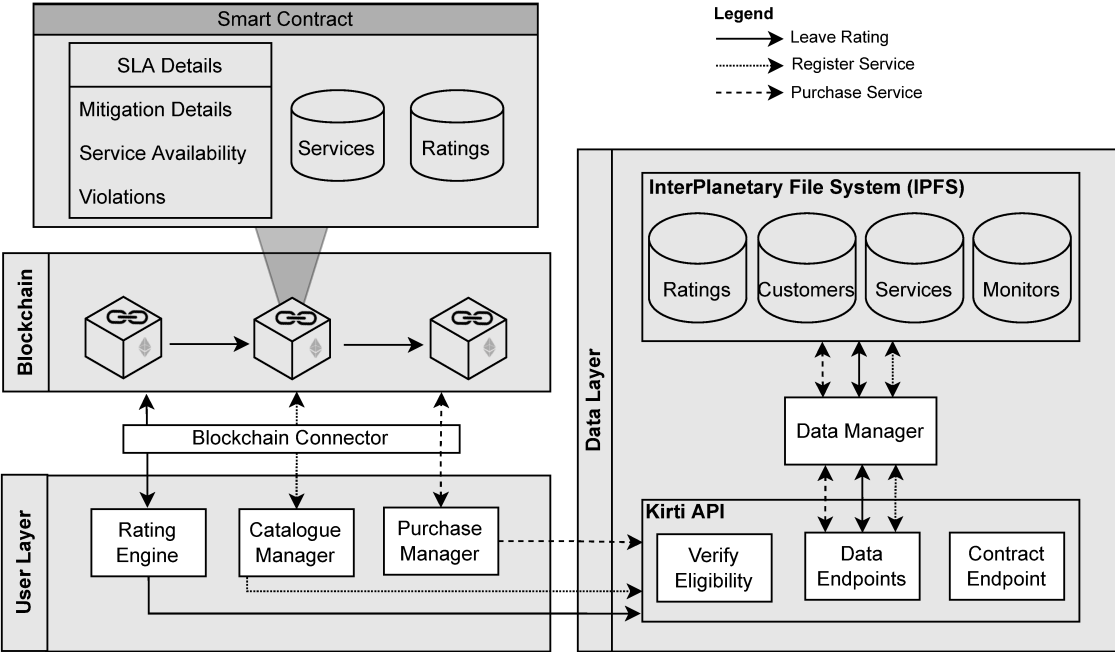 Smart Contract
SLA Details
Mitigation Details
Service Availability
Violations
Services
Ratings
Legend
Leave Rating
Register Service
Purchase Service
Blockchain
Blockchain Connector
User Layer
Rating
Engine
Catalogue
Manager
Purchase
Manager
Data Layer
InterPlanetary File System (IPFS)
Ratings
Customers
Services
Monitors
Data Manager
Kirti API
Verify
Eligibility
Data
Endpoints
Contract
Endpoint